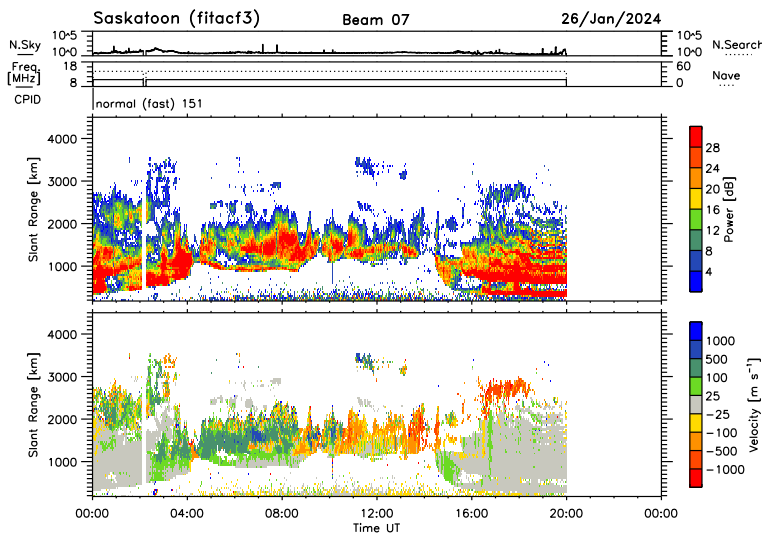 Saskatoon (fitacf3) Beam 07 26/Jan/2024
N.Sky 10^5 10^0 10^5 10^0 N.Search
Freq. [MHz] 18 8 60 0 Nave
CPID normal (fast) 151
Slant Range [km] 4000 3000 2000 1000
Power [dB] 28 24 20 16 12 8 4
Slant Range [km] 4000 3000 2000 1000
Velocity [m s⁻¹] 1000 500 100 25 −25 −100 −500 −1000
00:00 04:00 08:00 12:00 16:00 20:00 00:00
Time UT